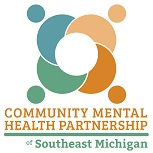 COMMUNITY MENTAL
HEALTH PARTNERSHIP
of Southeast Michigan